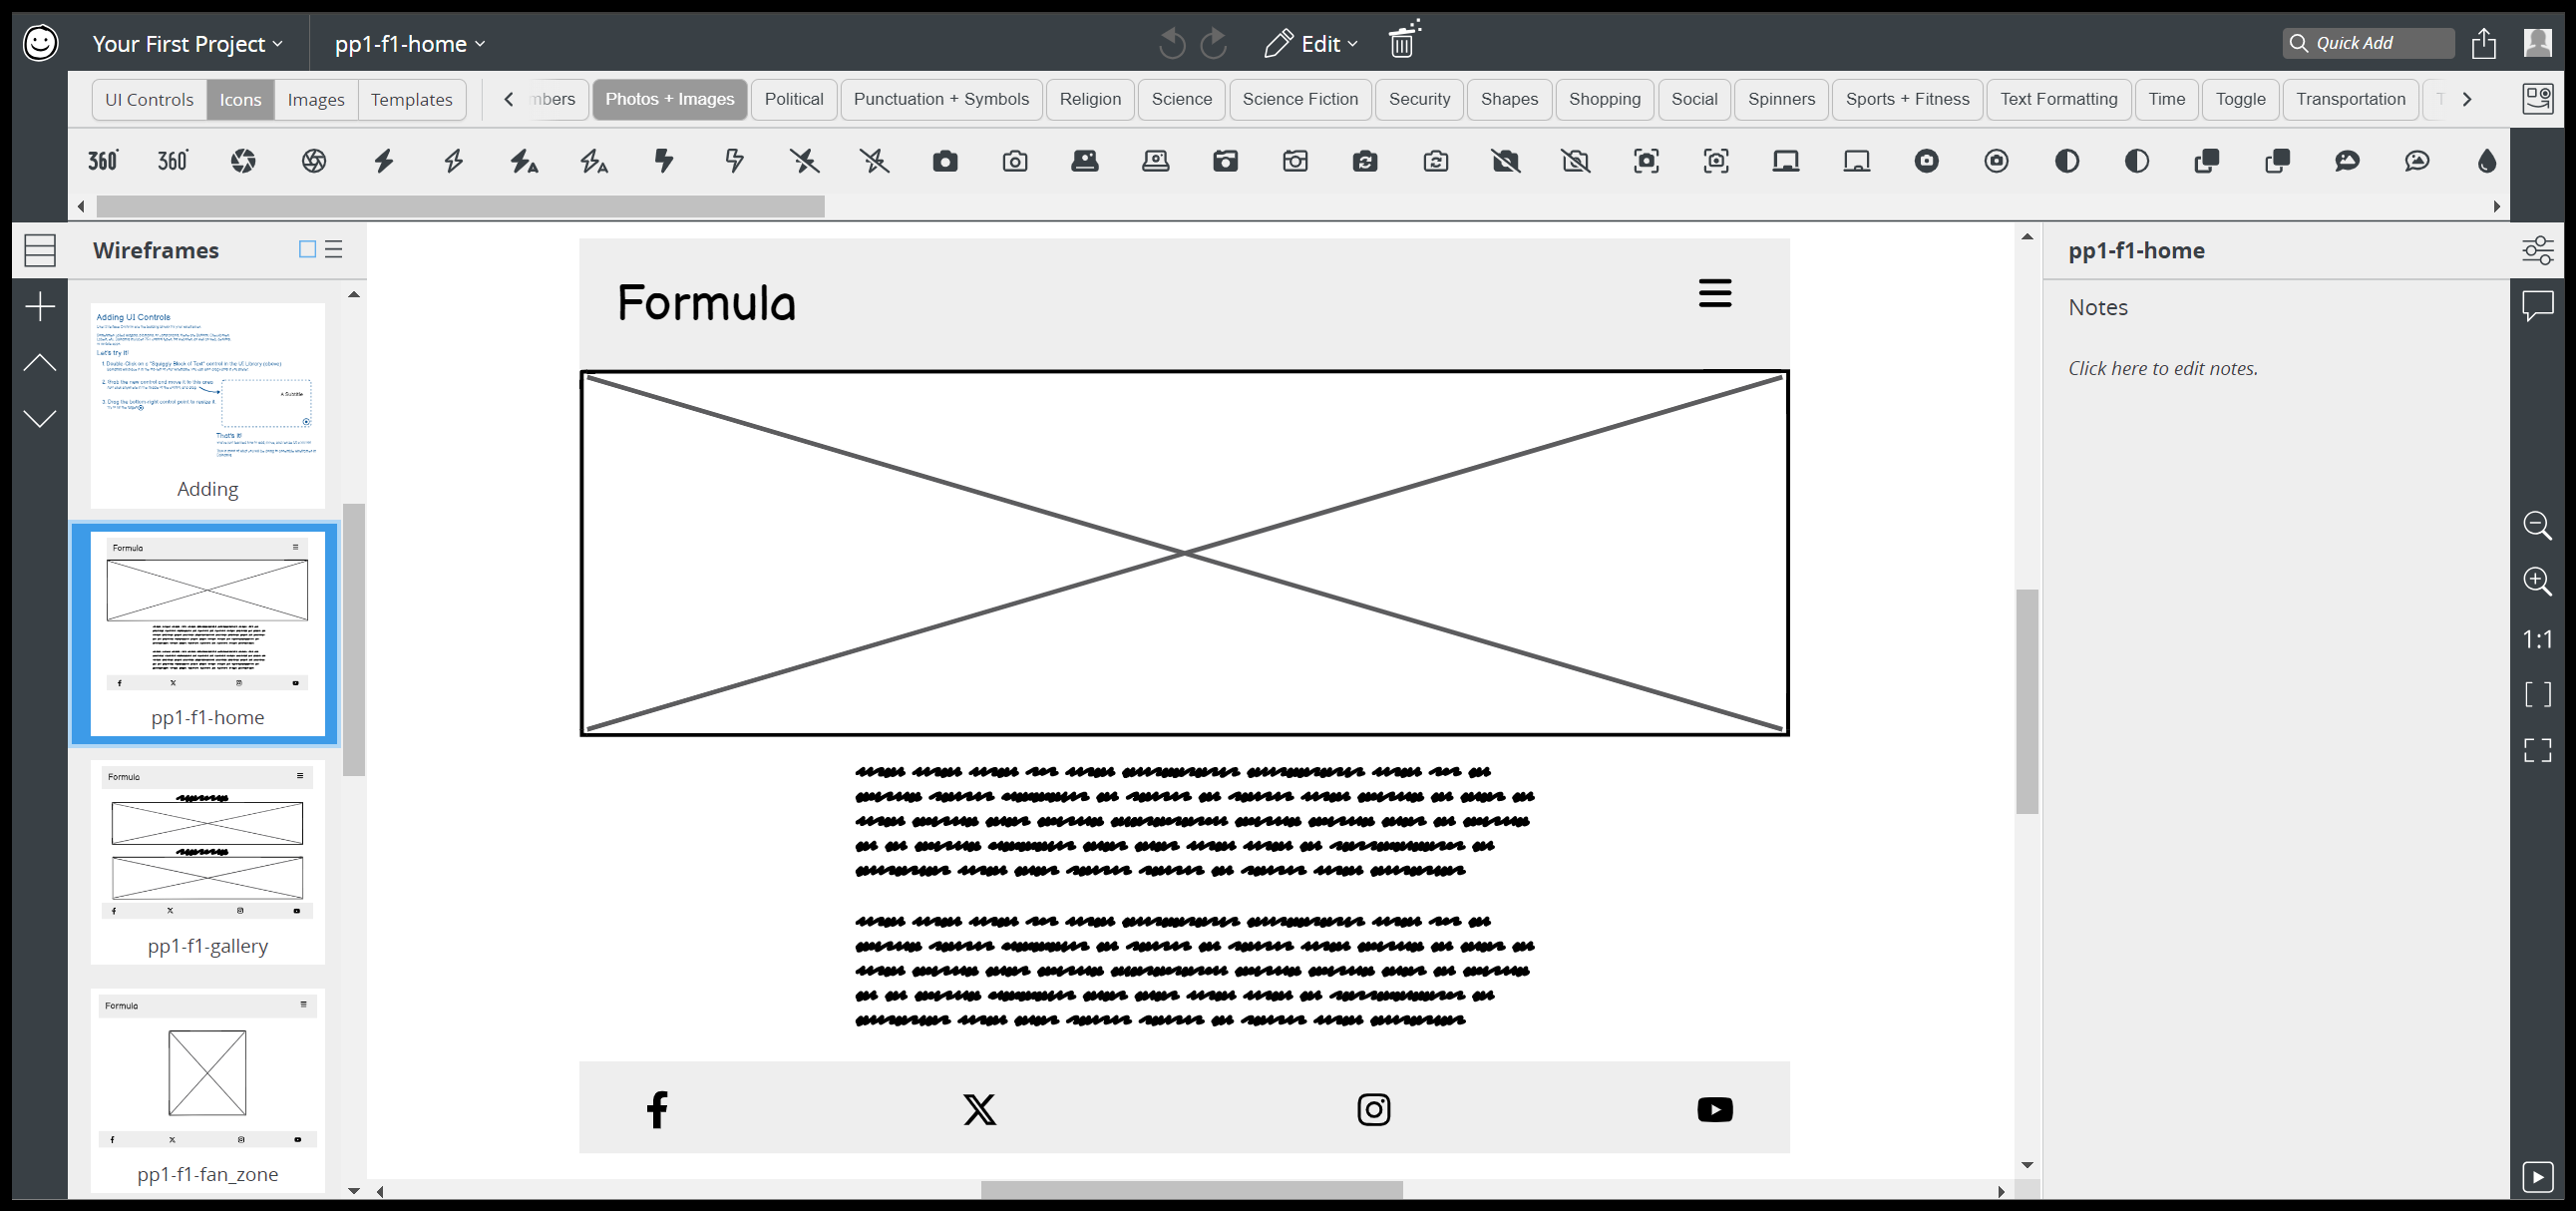 Your First Project
pp1-f1-home
Edit
Quick Add
UI Controls
Icons
Images
Templates
mbers
Photos + Images
Political
Punctuation + Symbols
Religion
Science
Science Fiction
Security
Shapes
Shopping
Social
Spinners
Sports + Fitness
Text Formatting
Time
Toggle
Transportation
T
360°
360°
Wireframes
Adding UI Controls
Let's try it!
A Subtitle
That's it!
Adding
Formula
pp1-f1-home
Formula
pp1-f1-gallery
Formula
pp1-f1-fan_zone
Formula
pp1-f1-home
Notes
Click here to edit notes.
1:1